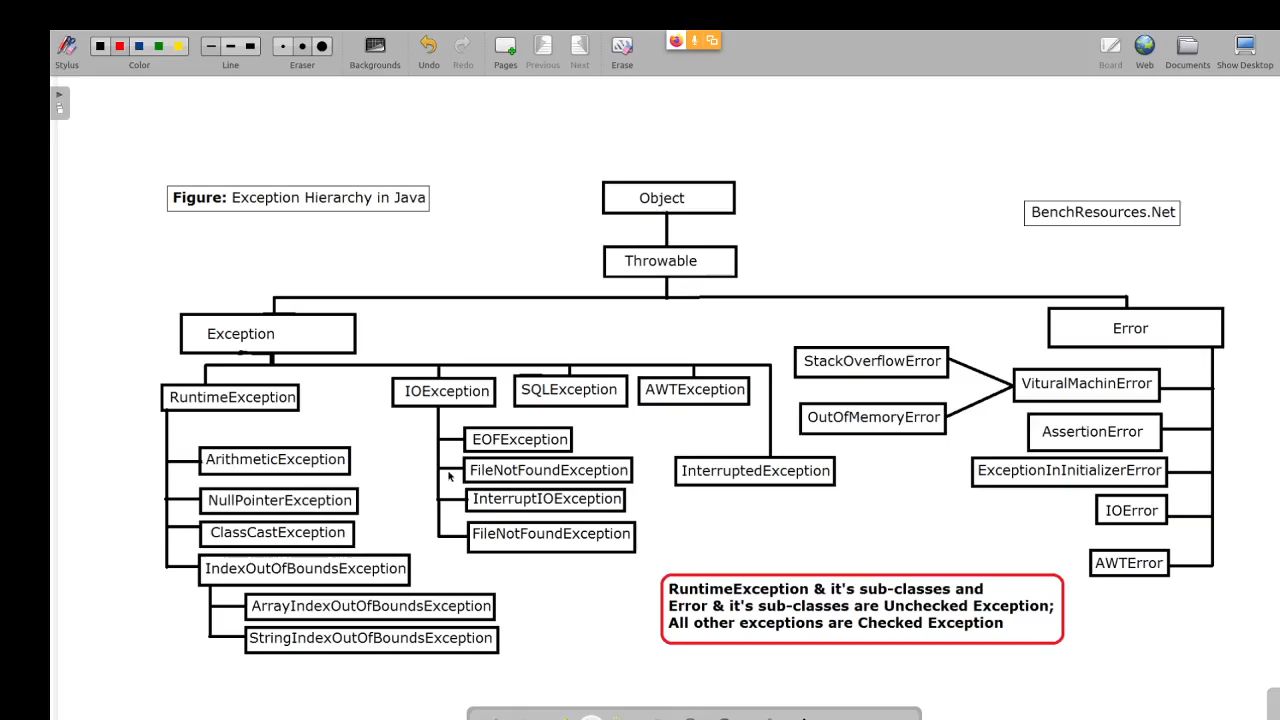 Stylus
Color
Line
Eraser
Backgrounds
Undo
Redo
Pages
Previous
Next
Erase
Board
Web
Documents
Show Desktop
Figure: Exception Hierarchy in Java
Object
BenchResources.Net
Throwable
Exception
Error
StackOverflowError
VituralMachinError
RuntimeException
IOException
SQLException
AWTException
OutOfMemoryError
AssertionError
EOFException
ArithmeticException
FileNotFoundException
InterruptedException
ExceptionInInitializerError
NullPointerException
InterruptIOException
IOError
ClassCastException
FileNotFoundException
IndexOutOfBoundsException
AWTError
RuntimeException & it's sub-classes and
Error & it's sub-classes are Unchecked Exception;
All other exceptions are Checked Exception
ArrayIndexOutOfBoundsException
StringIndexOutOfBoundsException